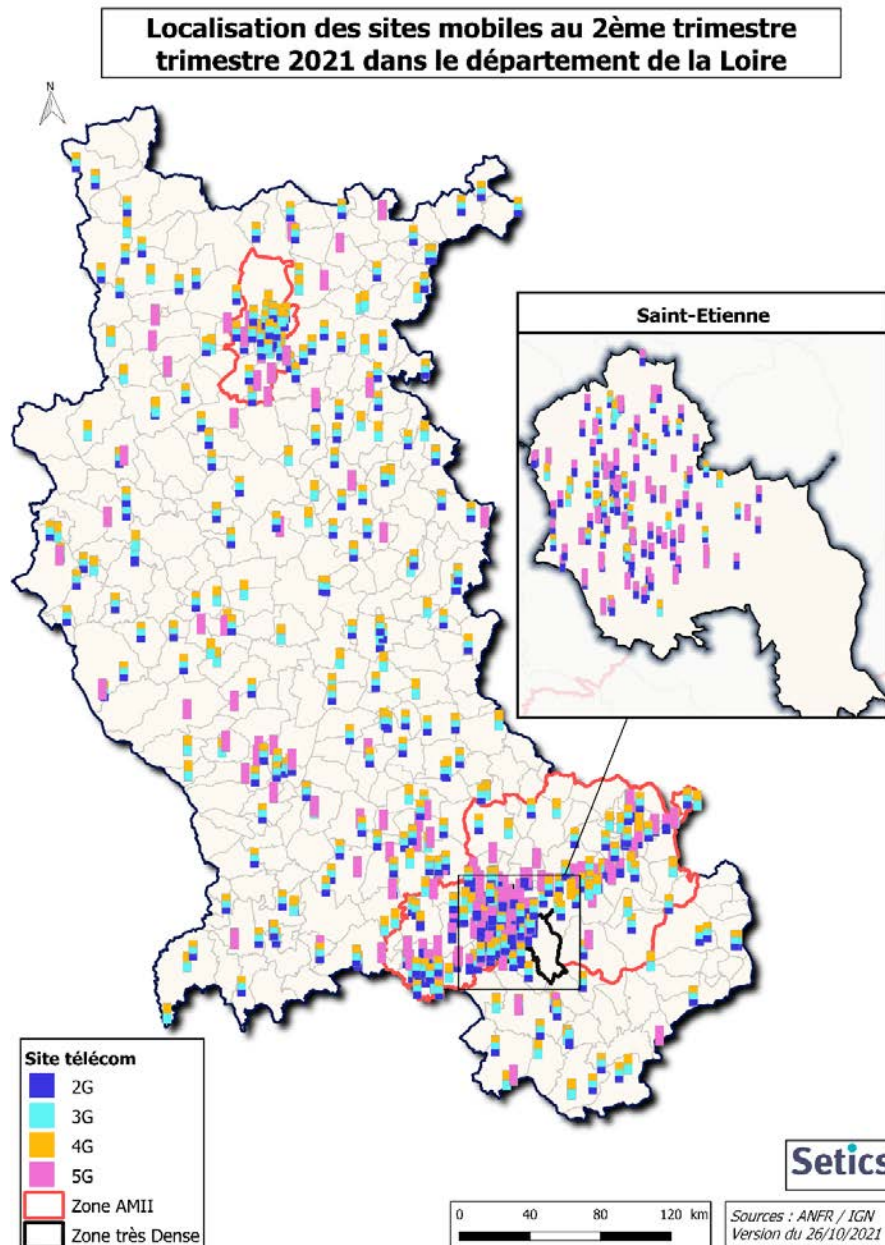 Localisation des sites mobiles au 2ème trimestre
trimestre 2021 dans le département de la Loire
N
Saint-Etienne
Site télécom
2G
3G
4G
5G
Zone AMII
Zone très Dense
0 40 80 120 km
Setics
Sources : ANFR / IGN
Version du 26/10/2021